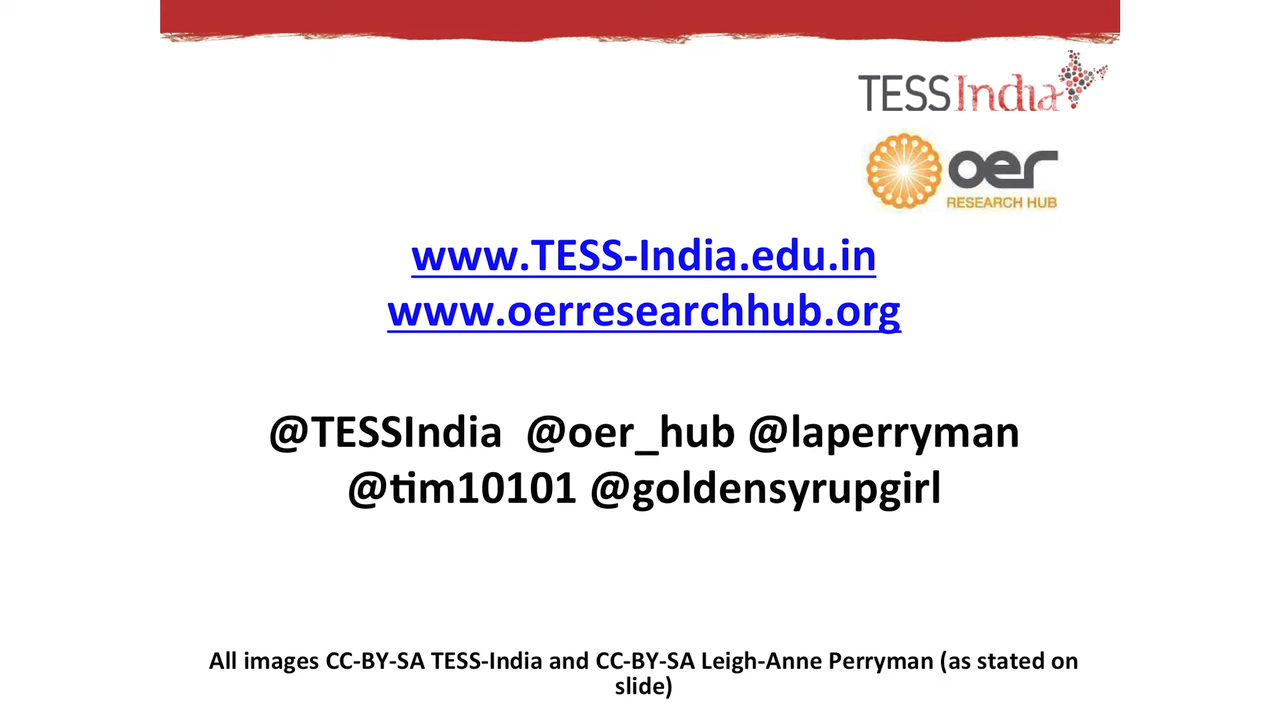 TESSIndia
oer
RESEARCH HUB
www.TESS-India.edu.in
www.oerresearchhub.org
@TESSIndia @oer_hub @laperryman
@tim10101 @goldensyrupgirl
All images CC-BY-SA TESS-India and CC-BY-SA Leigh-Anne Perryman (as stated on
slide)